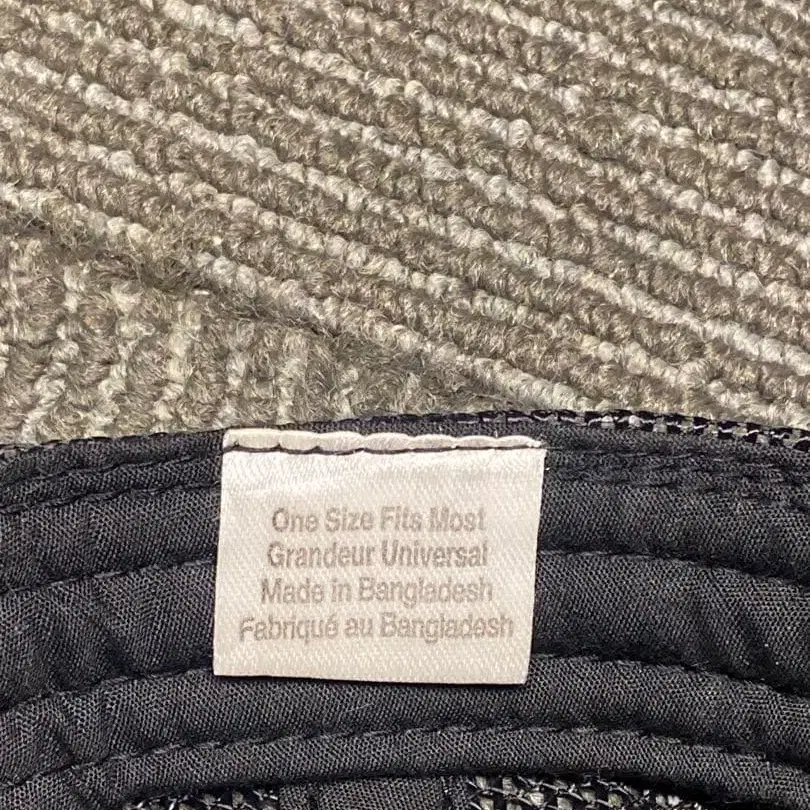 One Size Fits Most
Grandeur Universal
Made in Bangladesh
Fabriqué au Bangladesh